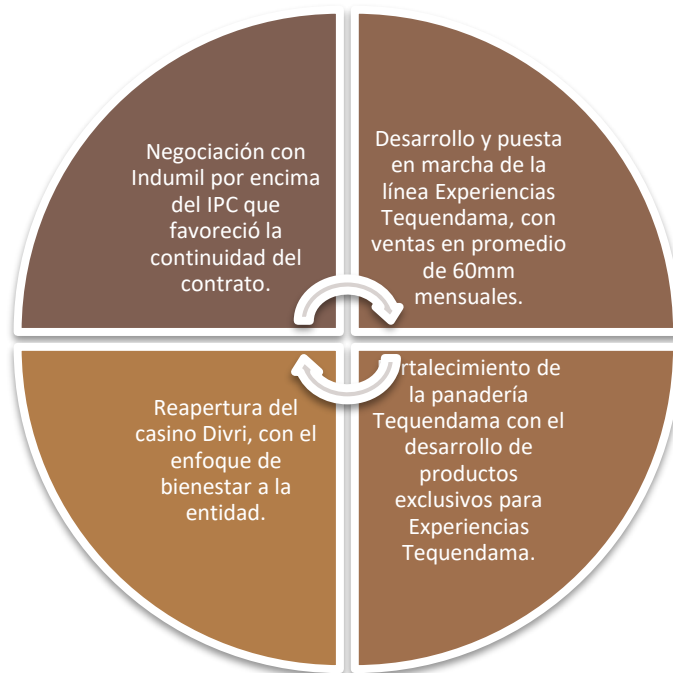 Negociación con
Indumil por encima
del IPC que
favoreció la
continuidad del
contrato.
Desarrollo y puesta
en marcha de la
línea Experiencias
Tequendama, con
ventas en promedio
de 60mm
mensuales.
Reapertura del
casino Divri, con el
enfoque de
bienestar a la
entidad.
Fortalecimiento de
la panadería
Tequendama con el
desarrollo de
productos
exclusivos para
Experiencias
Tequendama.